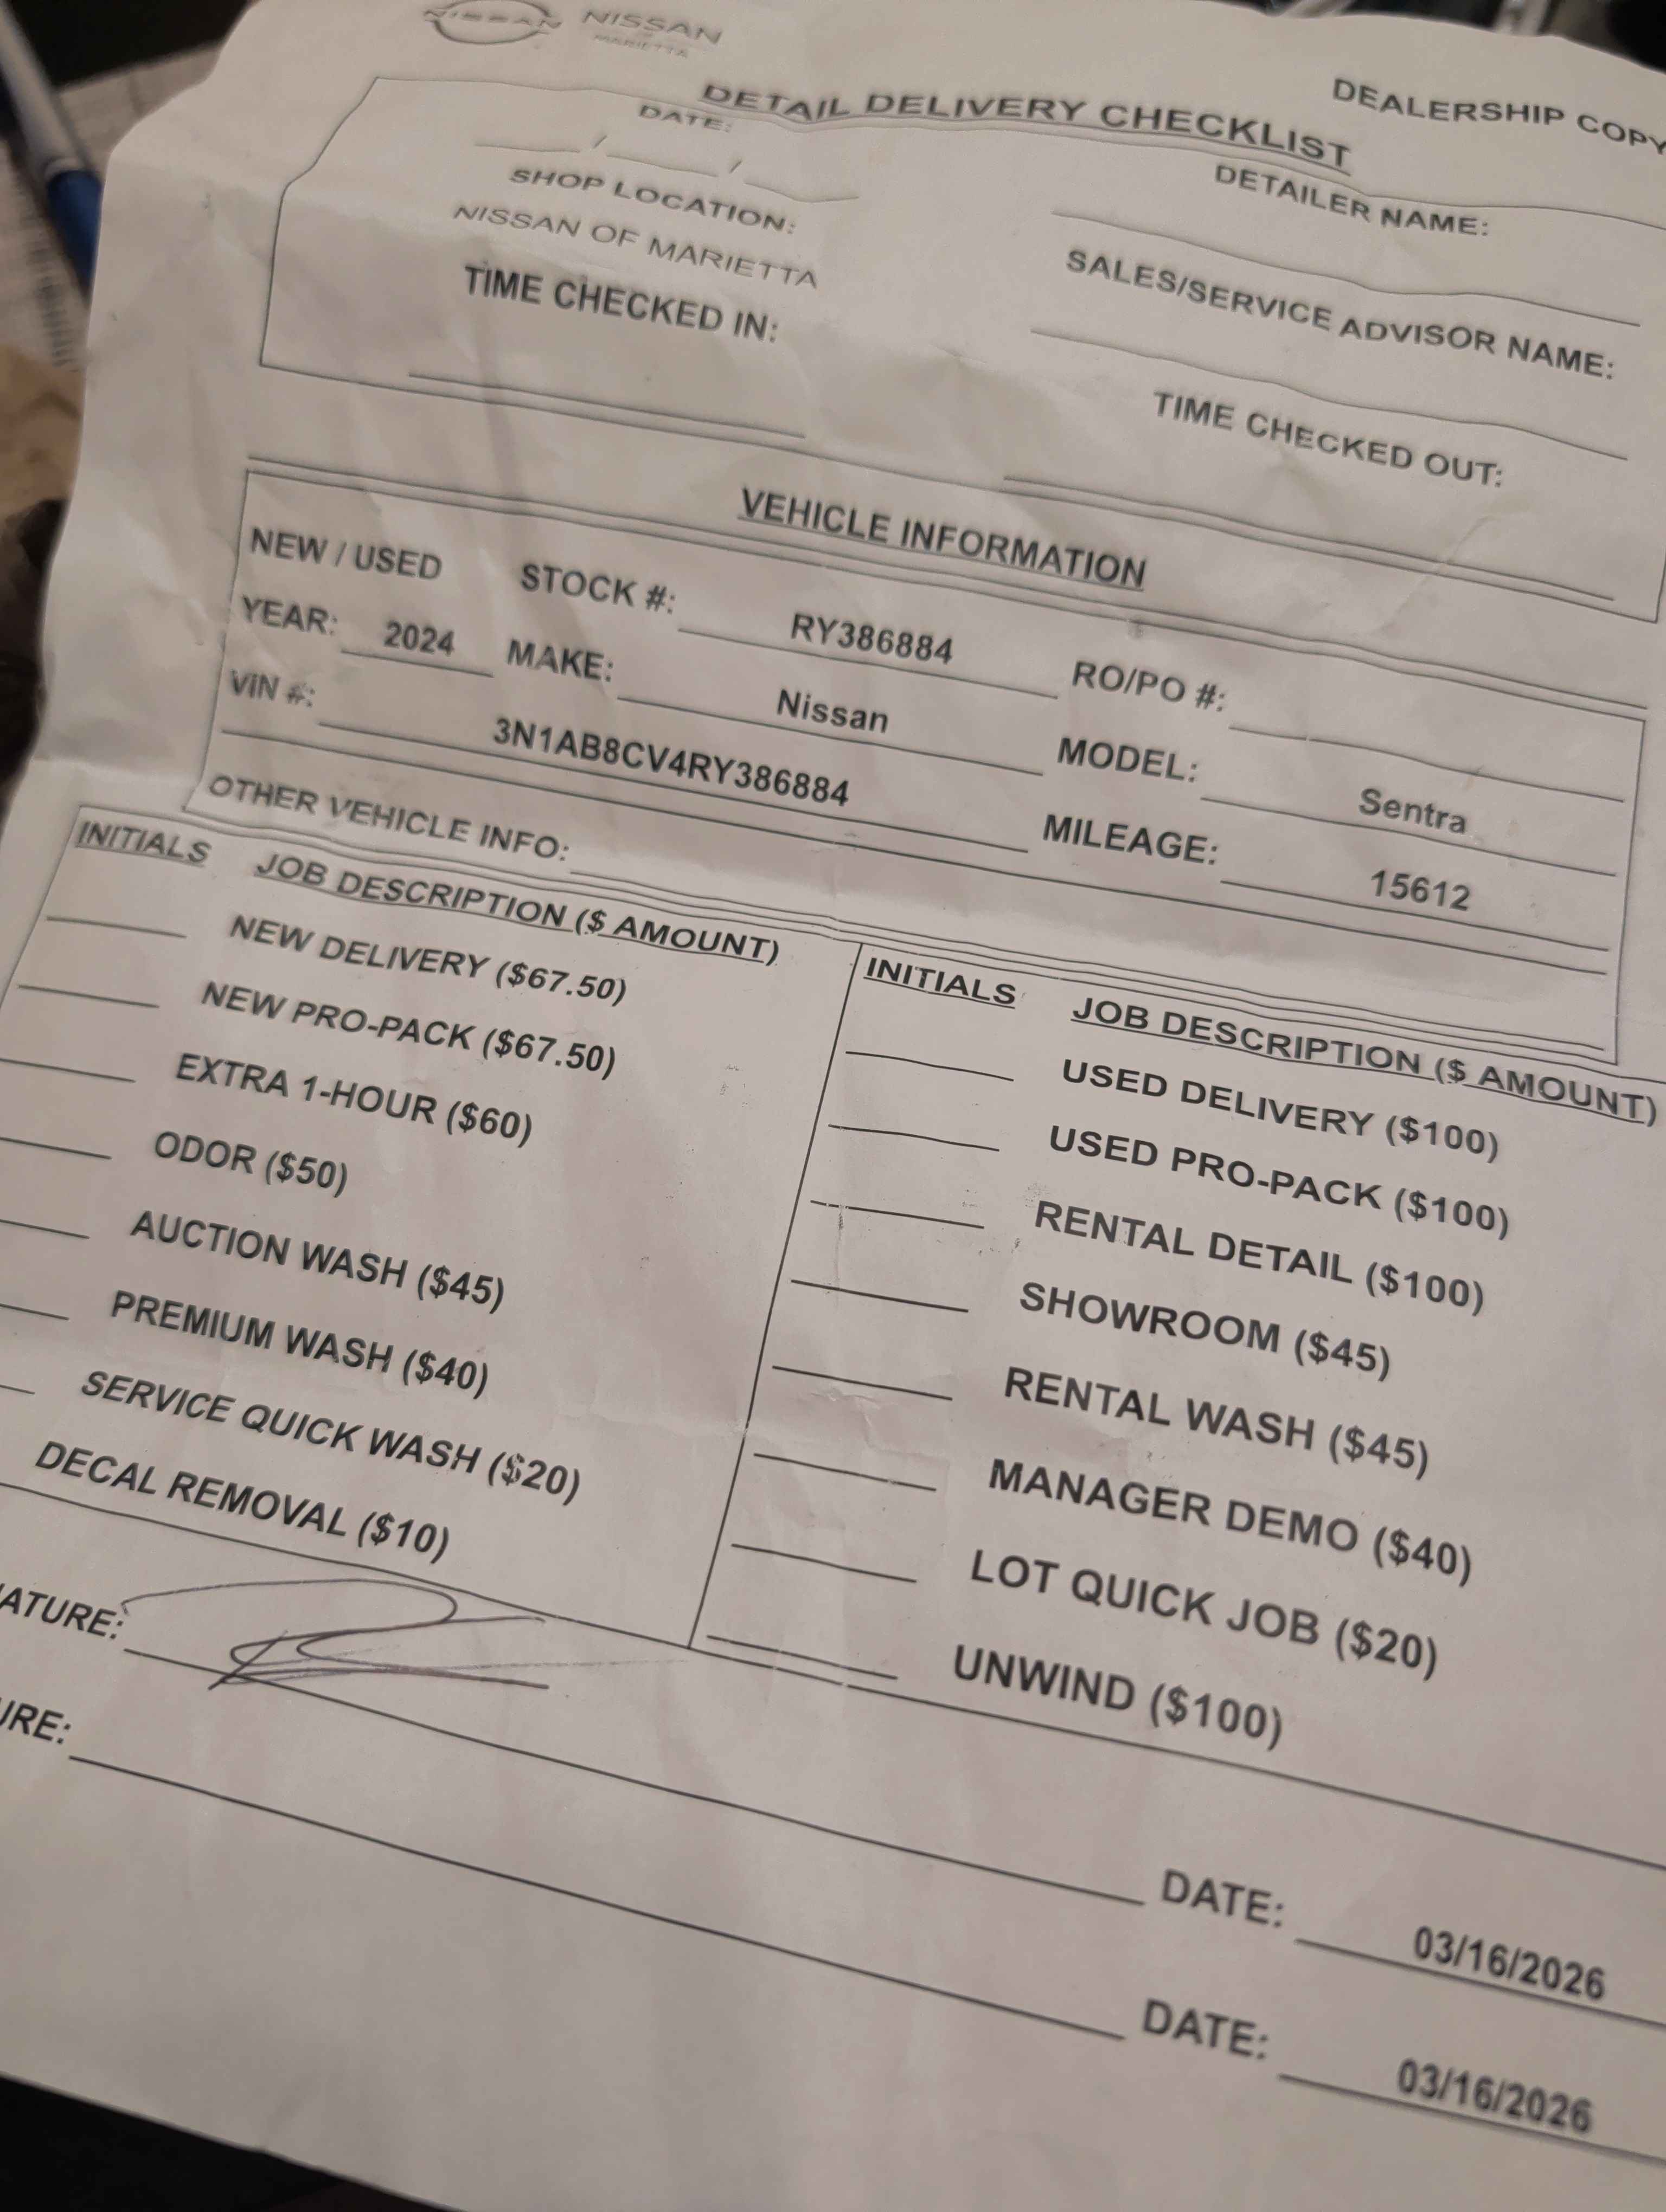 NISSAN NISSAN
OF
MARIETTA
DEALERSHIP COPY
DETAIL DELIVERY CHECKLIST
DATE:
/ /
DETAILER NAME:
SHOP LOCATION:
NISSAN OF MARIETTA
SALES/SERVICE ADVISOR NAME:
TIME CHECKED IN:
TIME CHECKED OUT:
VEHICLE INFORMATION
NEW / USED STOCK #: RY386884 RO/PO #:
YEAR: 2024 MAKE: Nissan MODEL: Sentra
VIN #: 3N1AB8CV4RY386884 MILEAGE: 15612
OTHER VEHICLE INFO:
INITIALS JOB DESCRIPTION ($ AMOUNT)
NEW DELIVERY ($67.50)
NEW PRO-PACK ($67.50)
EXTRA 1-HOUR ($60)
ODOR ($50)
AUCTION WASH ($45)
PREMIUM WASH ($40)
SERVICE QUICK WASH ($20)
DECAL REMOVAL ($10)
INITIALS JOB DESCRIPTION ($ AMOUNT)
USED DELIVERY ($100)
USED PRO-PACK ($100)
RENTAL DETAIL ($100)
SHOWROOM ($45)
RENTAL WASH ($45)
MANAGER DEMO ($40)
LOT QUICK JOB ($20)
UNWIND ($100)
ATURE: DATE: 03/16/2026
URE: DATE: 03/16/2026